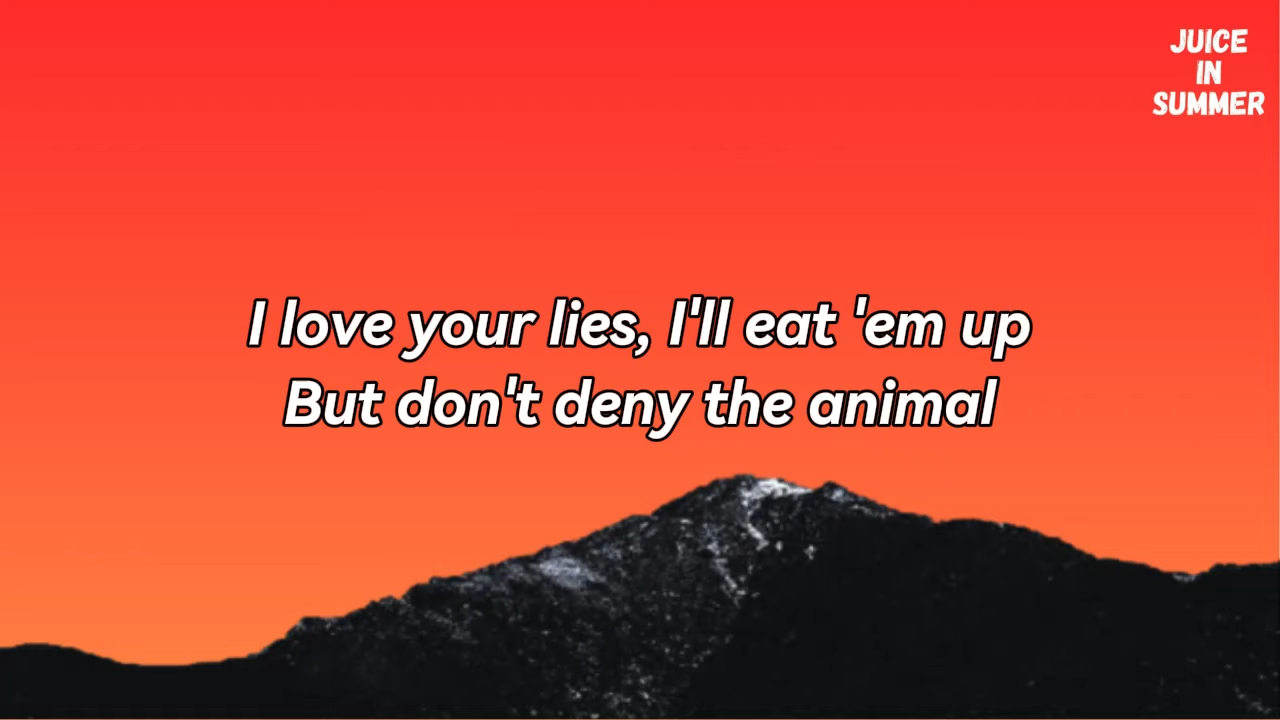 JUICE
IN
SUMMER
I love your lies, I'll eat 'em up
But don't deny the animal